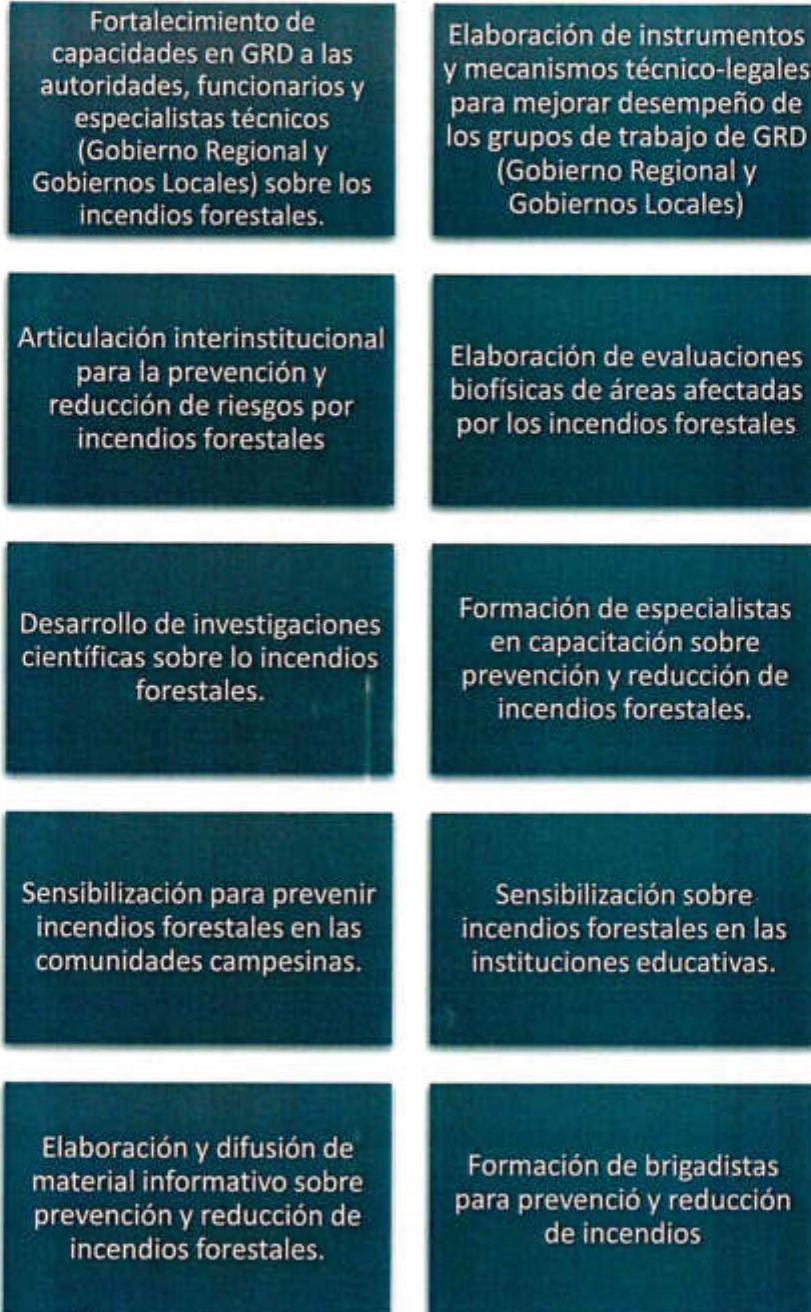 Fortalecimiento de
capacidades en GRD a las
autoridades, funcionarios y
especialistas técnicos
(Gobierno Regional y
Gobiernos Locales) sobre los
incendios forestales.
Elaboración de instrumentos
y mecanismos técnico-legales
para mejorar desempeño de
los grupos de trabajo de GRD
(Gobierno Regional y
Gobiernos Locales)
Articulación interinstitucional
para la prevención y
reducción de riesgos por
incendios forestales
Elaboración de evaluaciones
biofísicas de áreas afectadas
por los incendios forestales
Desarrollo de investigaciones
científicas sobre lo incendios
forestales.
Formación de especialistas
en capacitación sobre
prevención y reducción de
incendios forestales.
Sensibilización para prevenir
incendios forestales en las
comunidades campesinas.
Sensibilización sobre
incendios forestales en las
instituciones educativas.
Elaboración y difusión de
material informativo sobre
prevención y reducción de
incendios forestales.
Formación de brigadistas
para prevenció y reducción
de incendios